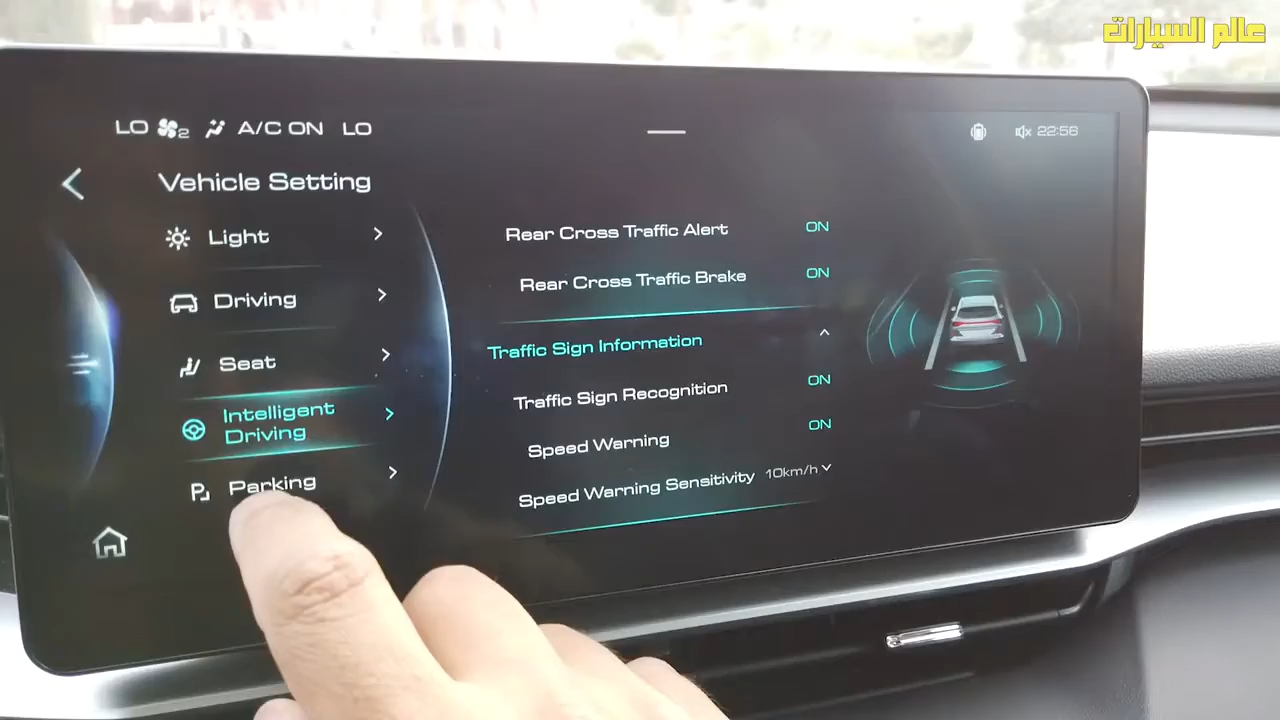 عالم السيارات
LO 2 A/C ON LO
22:56
Vehicle Setting
Light
Driving
Seat
Intelligent
Driving
Parking
Rear Cross Traffic Alert ON
Rear Cross Traffic Brake ON
Traffic Sign Information
Traffic Sign Recognition ON
Speed Warning ON
Speed Warning Sensitivity 10km/h